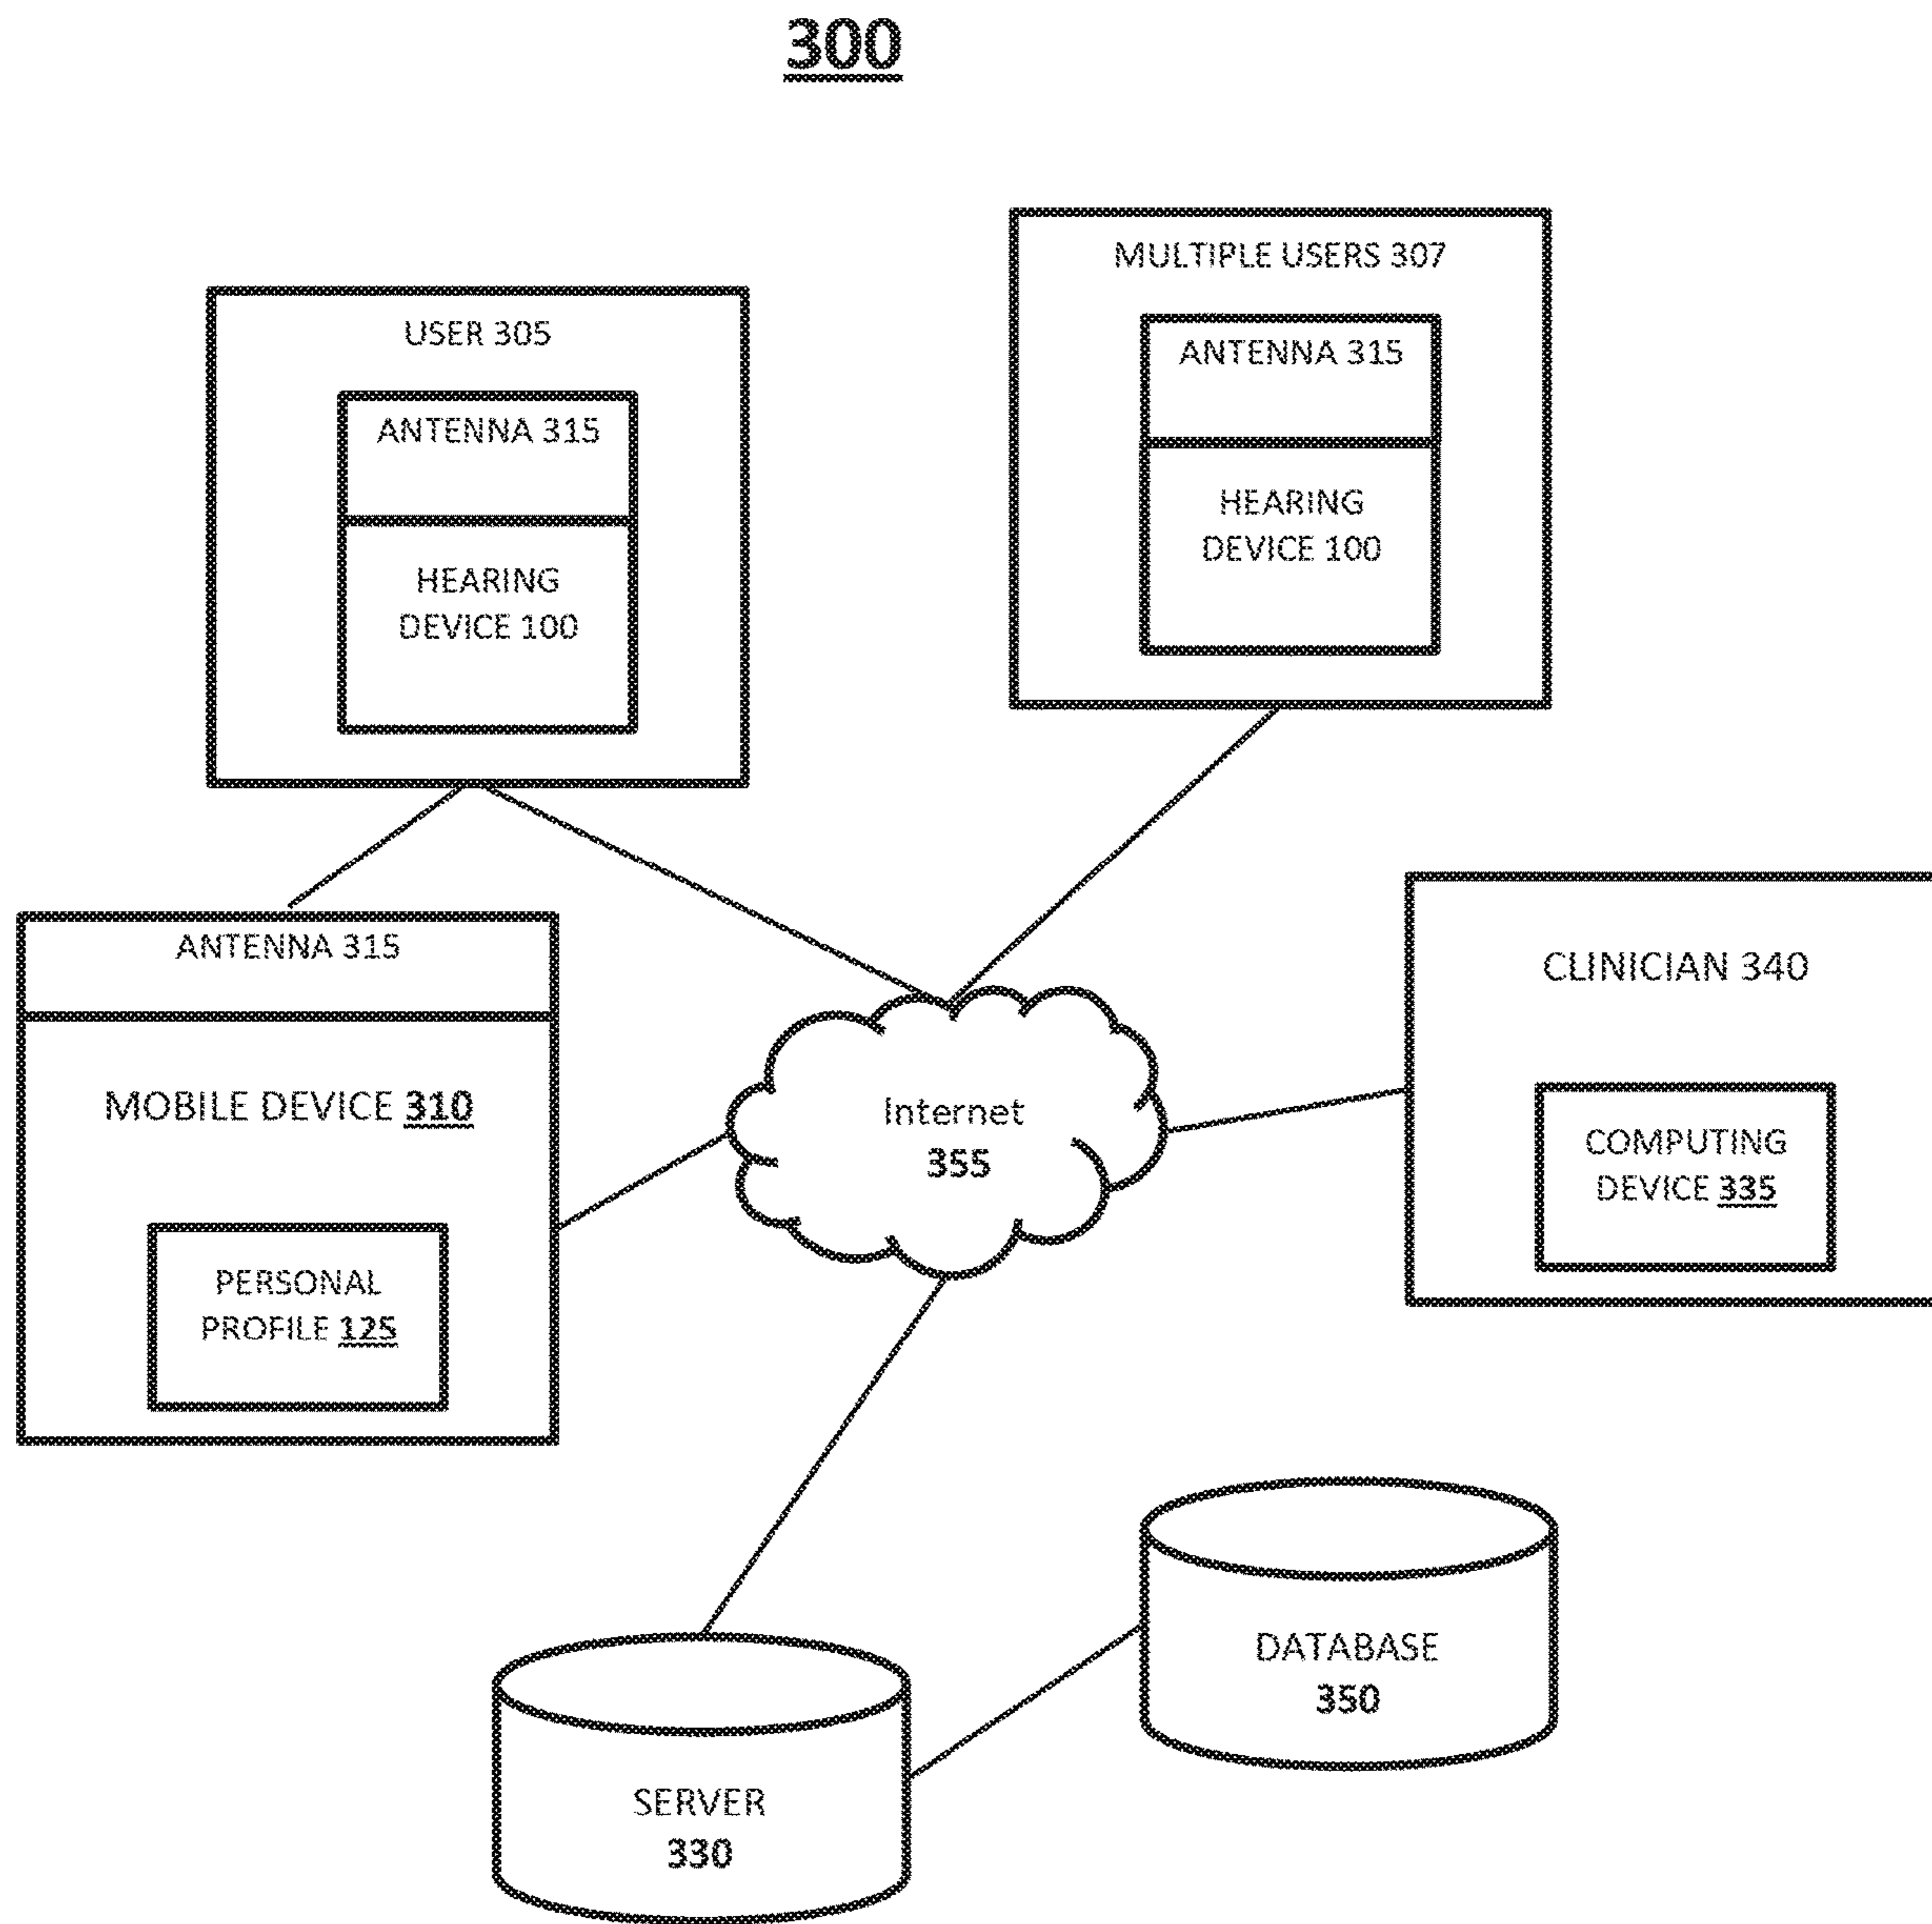 300
MULTIPLE USERS 307
ANTENNA 315
HEARING
DEVICE 100
USER 305
ANTENNA 315
HEARING
DEVICE 100
ANTENNA 315
MOBILE DEVICE 310
PERSONAL
PROFILE 125
Internet
355
CLINICIAN 340
COMPUTING
DEVICE 335
DATABASE
350
SERVER
330